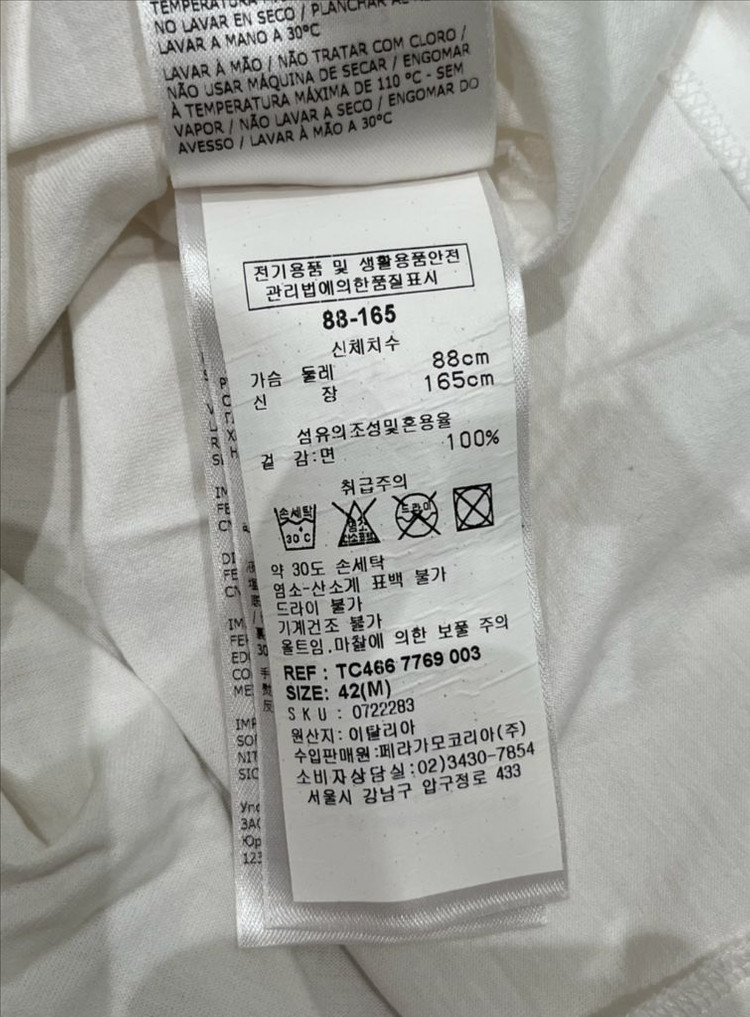 TEMPERATURA
NO LAVAR EN SECO / PLANCHAR AL
LAVAR A MANO A 30°C
LAVAR À MÃO / NÃO TRATAR COM CLORO /
NÃO USAR MÁQUINA DE SECAR / ENGOMAR
À TEMPERATURA MÁXIMA DE 110 °C - SEM
VAPOR / NÃO LAVAR A SECO / ENGOMAR DO
AVESSO / LAVAR À MÃO A 30°C
전기용품 및 생활용품안전
관리법에의한품질표시
88-165
신체치수
가슴 둘레 88cm
신 장 165cm
섬유의조성및혼용율
겉 감:면 100%
취급주의
손세탁
30°C
염소
산소표백
드라이
약 30도 손세탁
염소-산소계 표백 불가
드라이 불가
기계건조 불가
올트임.마찰에 의한 보풀 주의
REF : TC466 7769 003
SIZE: 42(M)
SKU : 0722283
원산지:이탈리아
수입판매원:페라가모코리아(주)
소비자상담실:02)3430-7854
서울시 강남구 압구정로 433